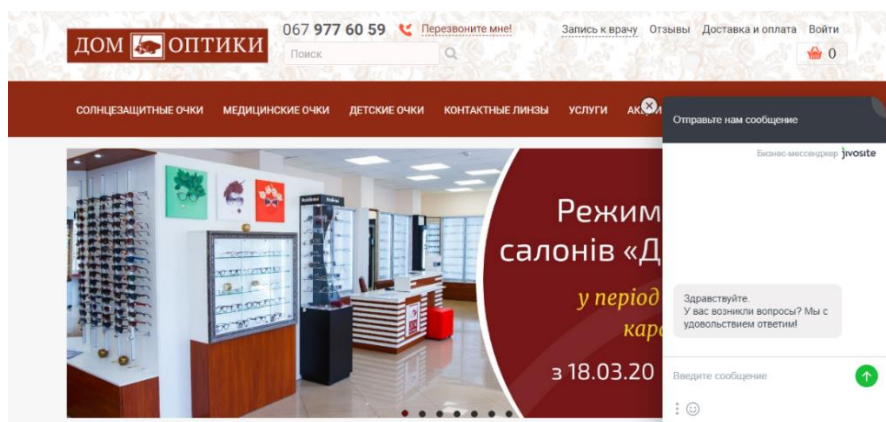 ДОМ ОПТИКИ
067 977 60 59 Перезвоните мне!
Запись к врачу Отзывы Доставка и оплата Войти
Поиск
0
СОЛНЦЕЗАЩИТНЫЕ ОЧКИ МЕДИЦИНСКИЕ ОЧКИ ДЕТСКИЕ ОЧКИ КОНТАКТНЫЕ ЛИНЗЫ УСЛУГИ
Режим
салонів «Д
у період
кара
з 18.03.20
Отправьте нам сообщение
Бизнес-мессенджер jivosite
Здравствуйте.
У вас возникли вопросы? Мы с
удовольствием ответим!
Введите сообщение